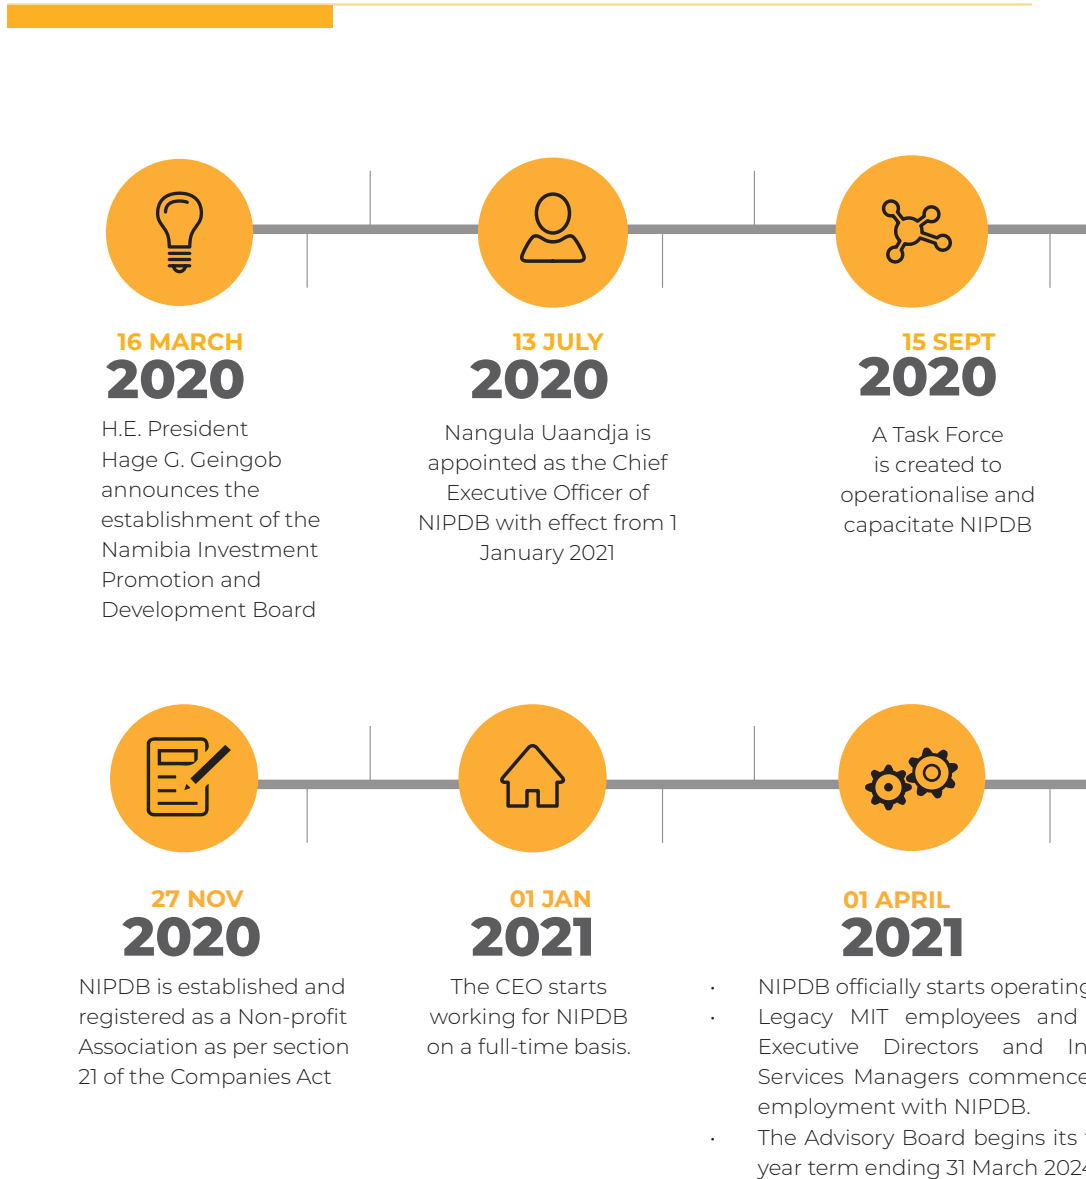 16 MARCH
2020
H.E. President
Hage G. Geingob
announces the
establishment of the
Namibia Investment
Promotion and
Development Board
13 JULY
2020
Nangula Uaandja is
appointed as the Chief
Executive Officer of
NIPDB with effect from 1
January 2021
15 SEPT
2020
A Task Force
is created to
operationalise and
capacitate NIPDB
27 NOV
2020
NIPDB is established and
registered as a Non-profit
Association as per section
21 of the Companies Act
01 JAN
2021
The CEO starts
working for NIPDB
on a full-time basis.
01 APRIL
2021
• NIPDB officially starts operating
• Legacy MIT employees and
Executive Directors and
Services Managers commence
employment with NIPDB.
• The Advisory Board begins its
year term ending 31 March 2024